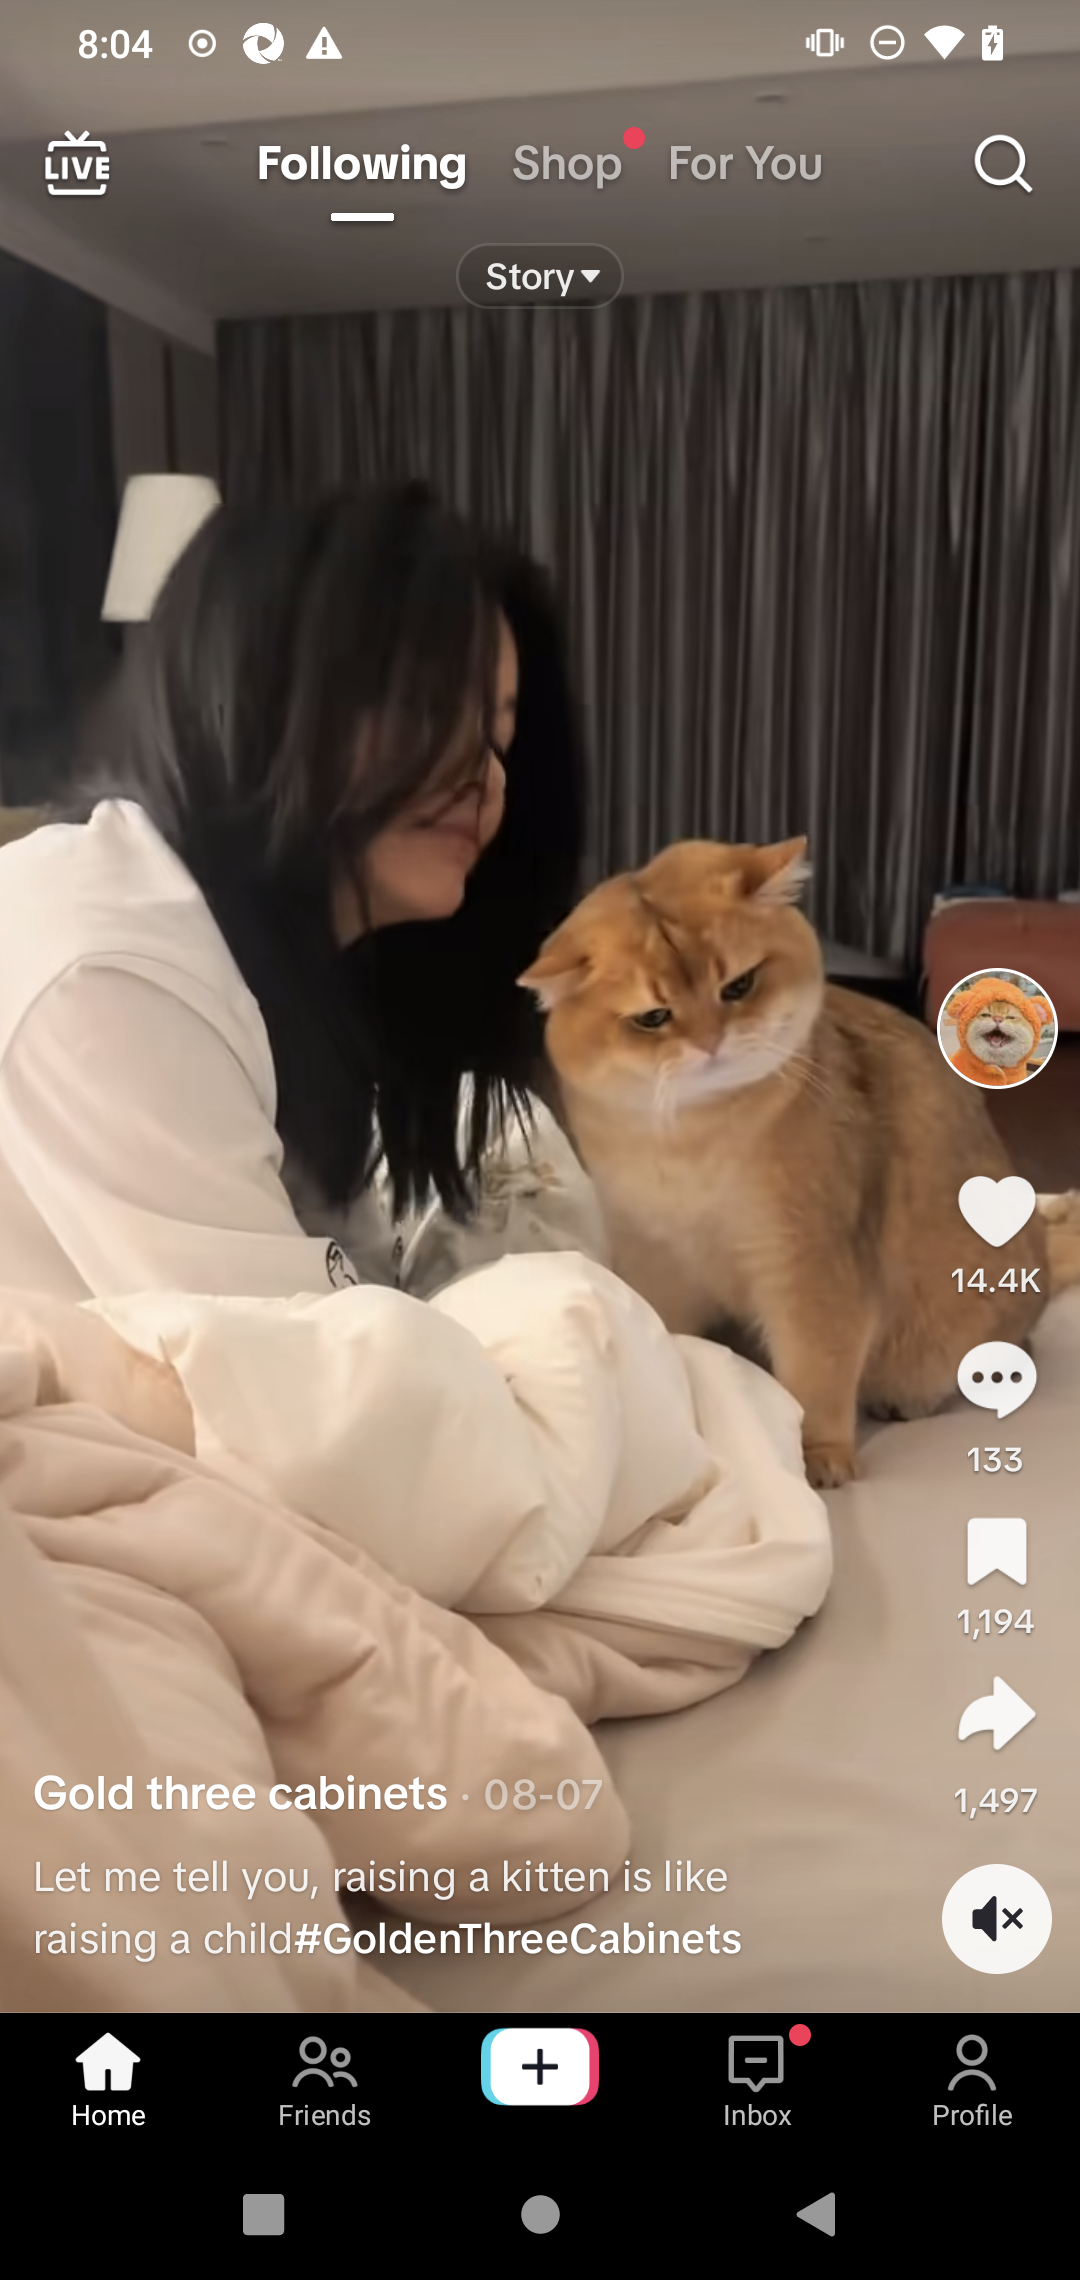 8:04
LIVE
Following
Shop
For You
Story
14.4K
133
1,194
1,497
Gold three cabinets · 08-07
Let me tell you, raising a kitten is like
raising a child#GoldenThreeCabinets
Home
Friends
Inbox
Profile